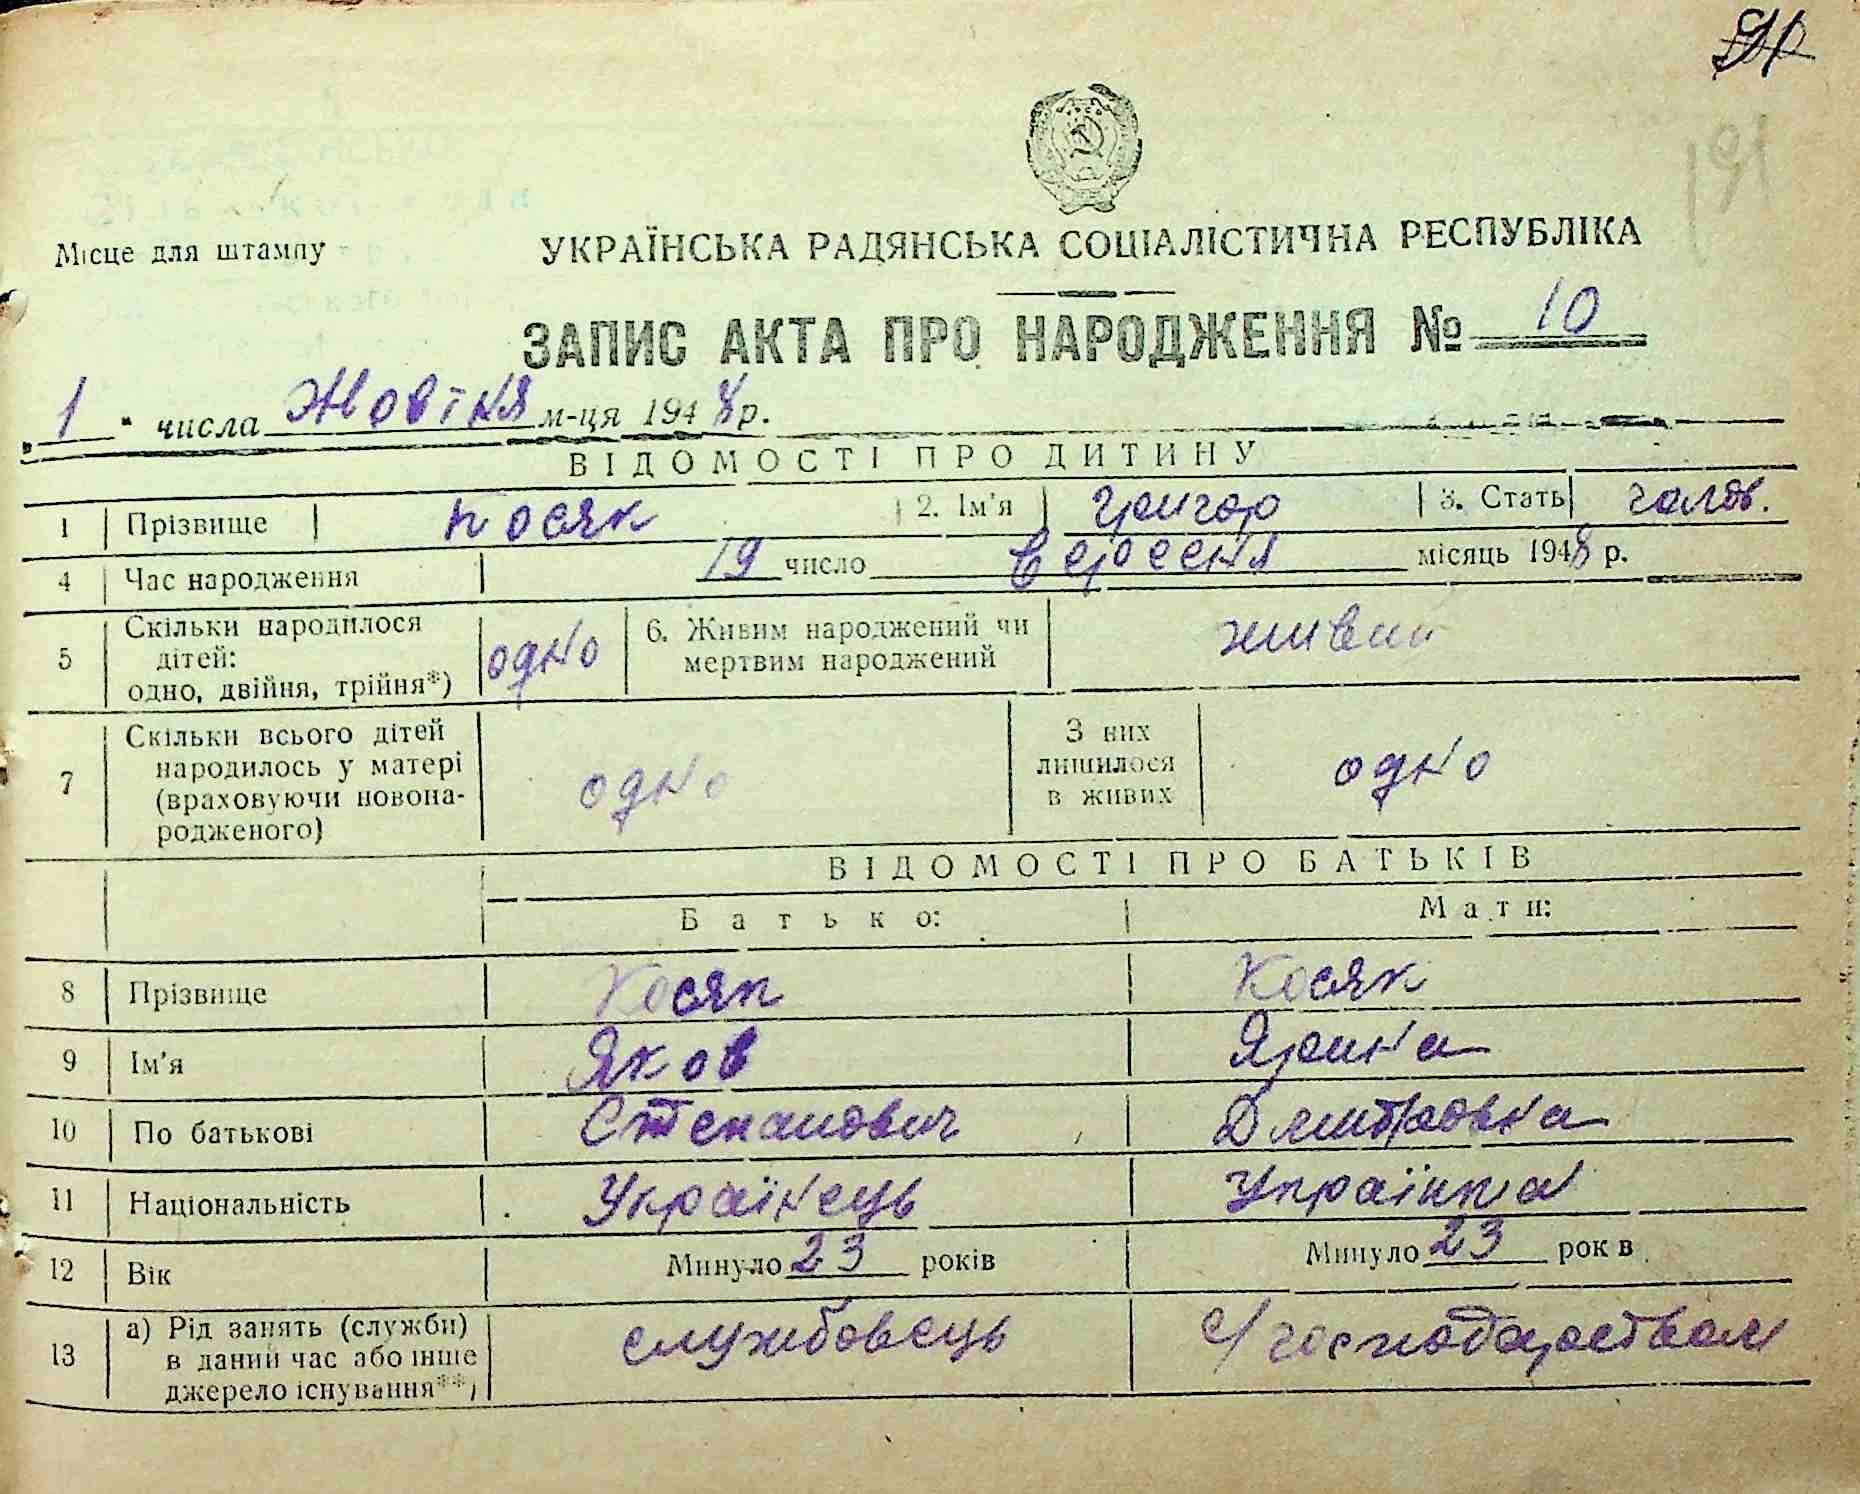 91
191
Місце для штампу
УКРАЇНСЬКА РАДЯНСЬКА СОЦІАЛІСТИЧНА РЕСПУБЛІКА
ЗАПИС АКТА ПРО НАРОДЖЕННЯ № 10
„ 1 " числа Жовтня м-ця 1948 р.
ВІДОМОСТІ ПРО ДИТИНУ
1 Прізвище Косяк 2. Ім'я Григор 3. Стать чолов.
4 Час народження 19 число вересня місяць 1948 р.
5 Скільки народилося дітей: одно, двійня, трійня*) одно 6. Живим народжений чи мертвим народжений живим
7 Скільки всього дітей народилось у матері (враховуючи новонародженого) одно З них лишилося в живих одно
ВІДОМОСТІ ПРО БАТЬКІВ
Батько: Мати:
8 Прізвище Косяк Косяк
9 Ім'я Яков Ярина
10 По батькові Степанович Дмитровна
11 Національність Українець Українка
12 Вік Минуло 23 років Минуло 23 рок в
13 а) Рід занять (служби) в даний час або інше джерело існування**) службовець с/господарством